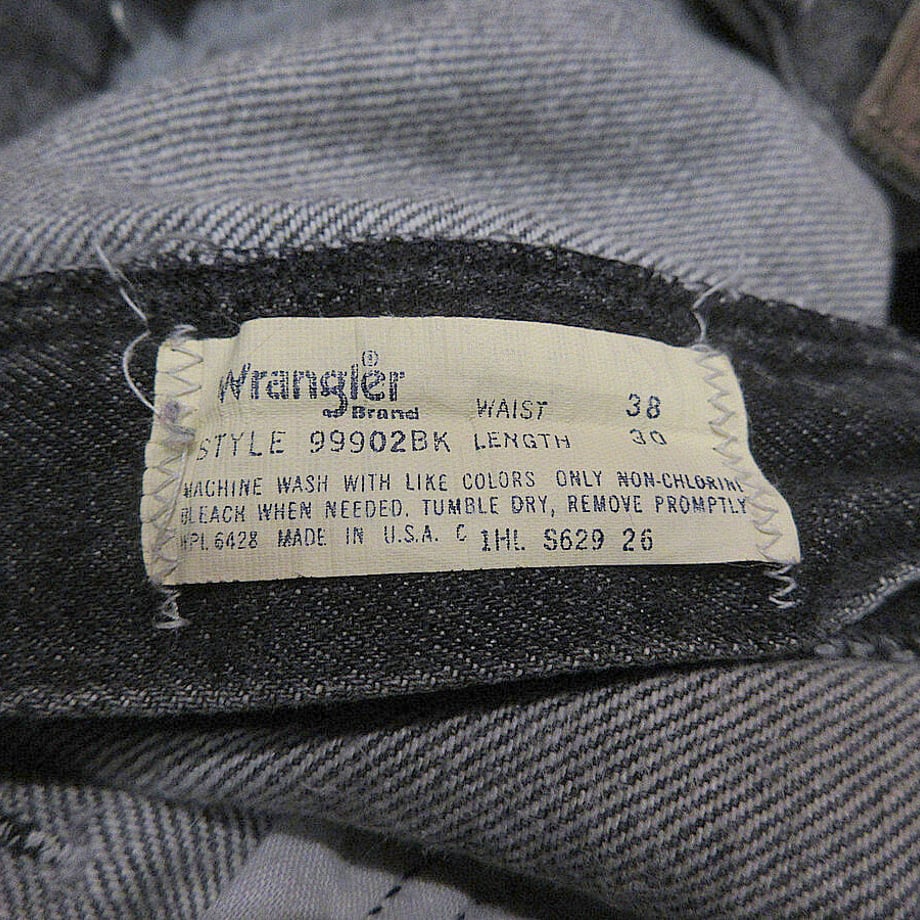 Wrangler ®
Brand
WAIST 38
STYLE 99902BK LENGTH 30
MACHINE WASH WITH LIKE COLORS ONLY NON-CHLORINE
BLEACH WHEN NEEDED, TUMBLE DRY, REMOVE PROMPTLY
WPL 6428 MADE IN U.S.A. C 1HL S629 26